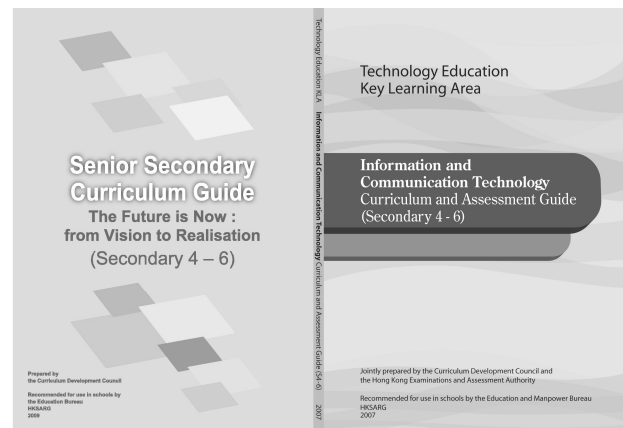 Senior Secondary
Curriculum Guide
The Future is Now :
from Vision to Realisation
(Secondary 4 – 6)
Prepared by
the Curriculum Development Council
Recommended for use in schools by
the Education Bureau
HKSARG
2009
Technology Education KLA Information and Communication Technology Curriculum and Assessment Guide (S4-6) 2007
Technology Education
Key Learning Area
Information and
Communication Technology
Curriculum and Assessment Guide
(Secondary 4 - 6)
Jointly prepared by the Curriculum Development Council and
the Hong Kong Examinations and Assessment Authority
Recommended for use in schools by the Education and Manpower Bureau
HKSARG
2007